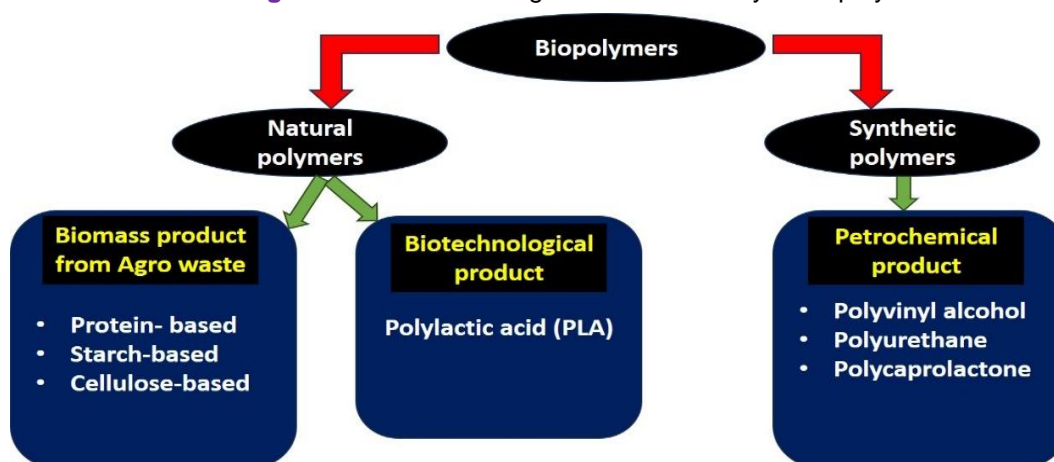 Biopolymers
Natural
polymers
Synthetic
polymers
Biomass product
from Agro waste
• Protein- based
• Starch-based
• Cellulose-based
Biotechnological
product
Polylactic acid (PLA)
Petrochemical
product
• Polyvinyl alcohol
• Polyurethane
• Polycaprolactone